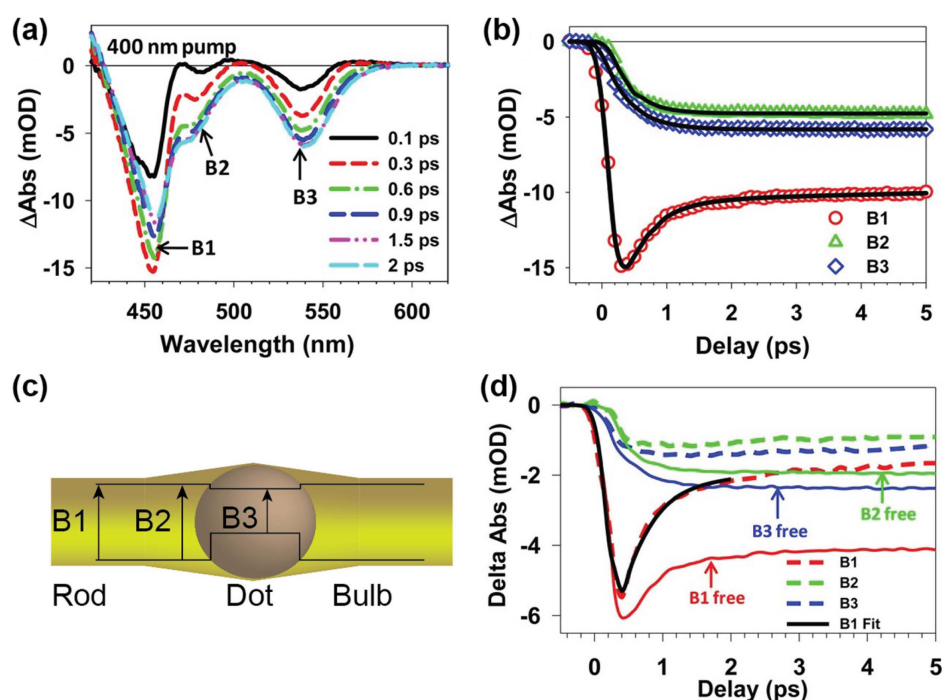 (a)
400 nm pump
0
-5
-10
-15
ΔAbs (mOD)
B2
B3
B1
0.1 ps
0.3 ps
0.6 ps
0.9 ps
1.5 ps
2 ps
450 500 550 600
Wavelength (nm)
(b)
0
-5
-10
-15
ΔAbs (mOD)
B1
B2
B3
0 1 2 3 4 5
Delay (ps)
(c)
B1
B2
B3
Rod Dot Bulb
(d)
0
-2
-4
-6
Delta Abs (mOD)
B2 free
B3 free
B1 free
B1
B2
B3
B1 Fit
0 1 2 3 4 5
Delay (ps)